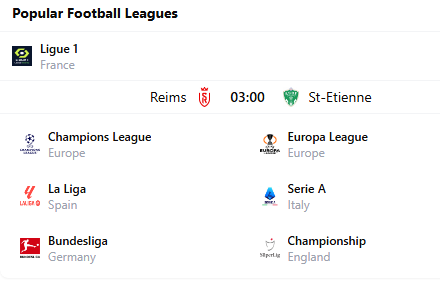 Popular Football Leagues
Ligue 1
France
Reims 03:00 St-Etienne
Champions League
Europe
Europa League
Europe
La Liga
Spain
Serie A
Italy
Bundesliga
Germany
Championship
England